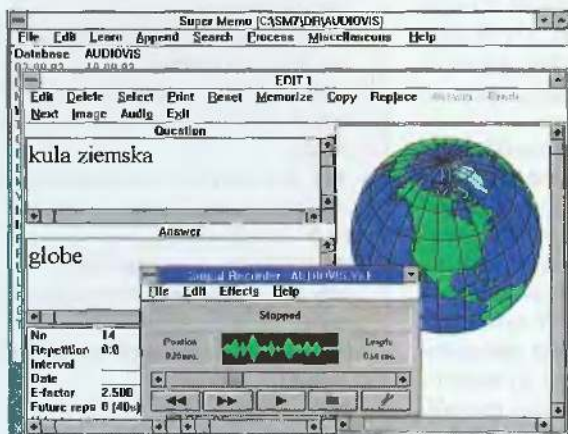 Super Memo [C:\SM7\DR\AUDIOVIS]
File Edit Learn Append Search Process Miscellaneous Help
Database AUDIOVIS
EDIT 1
Edit Delete Select Print Reset Memorize Copy Replace
Next Image Audio Exit
Question
kula ziemska
Answer
globe
Sound Recorder
File Edit Effects Help
Stopped
Position
Length
No 14
Repetition 0:0
Interval
Date
E-factor 2.500
Future reps